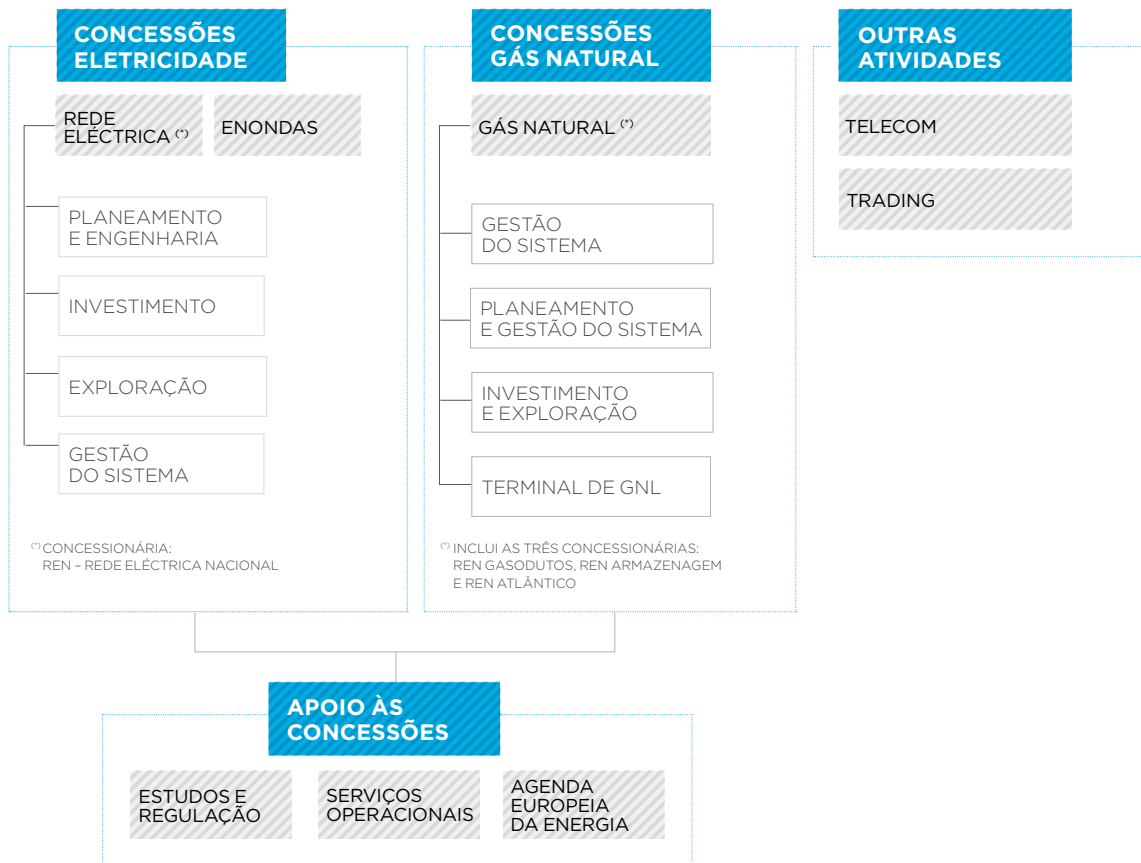 CONCESSÕES
ELETRICIDADE
REDE
ELÉCTRICA (*)
ENONDAS
PLANEAMENTO
E ENGENHARIA
INVESTIMENTO
EXPLORAÇÃO
GESTÃO
DO SISTEMA
(*) CONCESSIONÁRIA:
REN – REDE ELÉCTRICA NACIONAL
CONCESSÕES
GÁS NATURAL
GÁS NATURAL (*)
GESTÃO
DO SISTEMA
PLANEAMENTO
E GESTÃO DO SISTEMA
INVESTIMENTO
E EXPLORAÇÃO
TERMINAL DE GNL
(*) INCLUI AS TRÊS CONCESSIONÁRIAS:
REN GASODUTOS, REN ARMAZENAGEM
E REN ATLÂNTICO
OUTRAS
ATIVIDADES
TELECOM
TRADING
APOIO ÀS
CONCESSÕES
ESTUDOS E
REGULAÇÃO
SERVIÇOS
OPERACIONAIS
AGENDA
EUROPEIA
DA ENERGIA